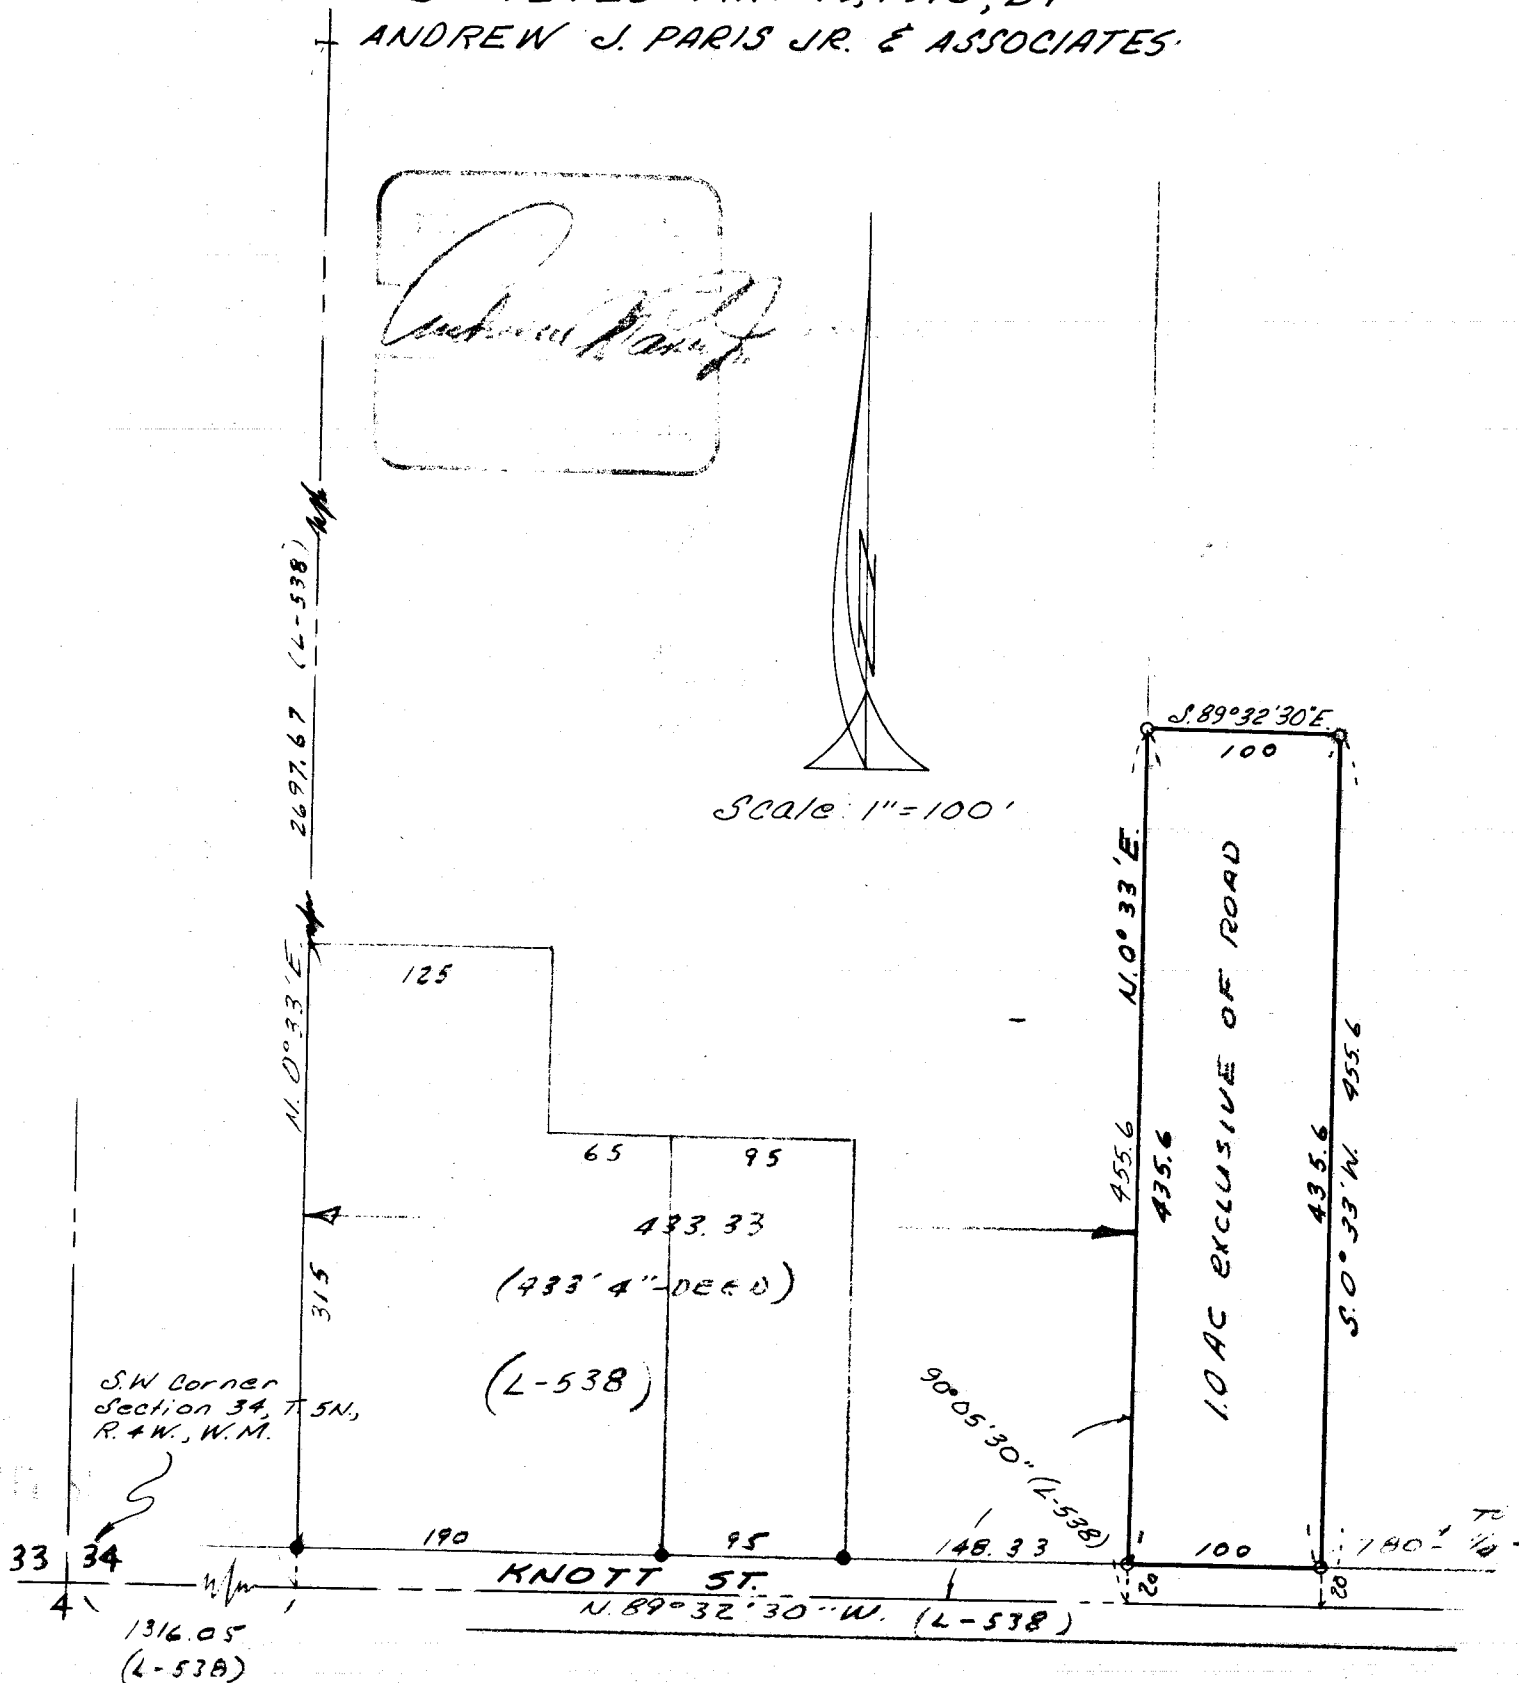 ANDREW J. PARIS JR. & ASSOCIATES.
2697.67 (L-538)
N. 0°33'E.
Scale: 1"=100'
S.89°32'30"E.
100
N.0°33'E.
455.6
435.6
1.0 AC EXCLUSIVE OF ROAD
435.6
S.0°33'W. 455.6
125
65
95
315
433.33
(433'4"-DEED)
(L-538)
90°05'30" (L-538)
S.W Corner
Section 34, T.5N.,
R.4W., W.M.
33 34
4
190
95
148.33
100
20
20
780±
KNOTT ST.
N.89°32'30"W. (L-538)
1316.05
(L-538)